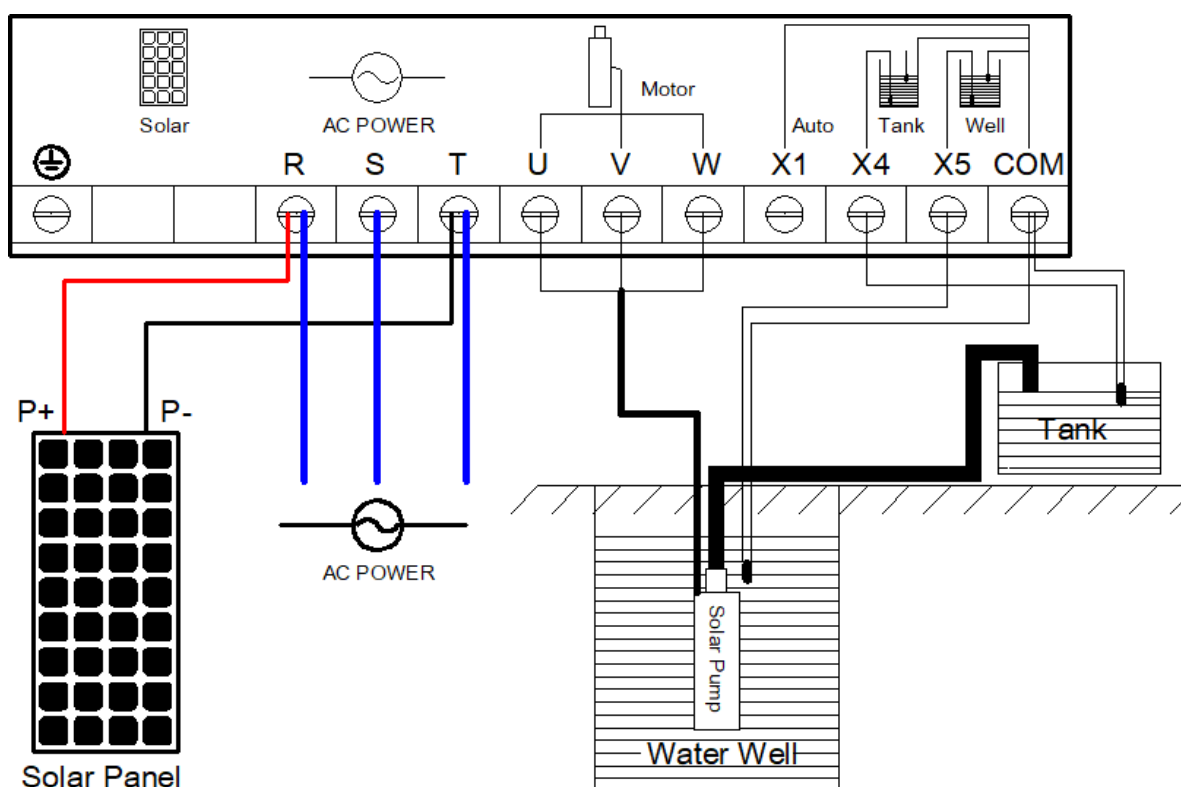 Solar
AC POWER
Motor
Auto
Tank
Well
R
S
T
U
V
W
X1
X4
X5
COM
P+
P-
Tank
AC POWER
Solar Pump
Water Well
Solar Panel